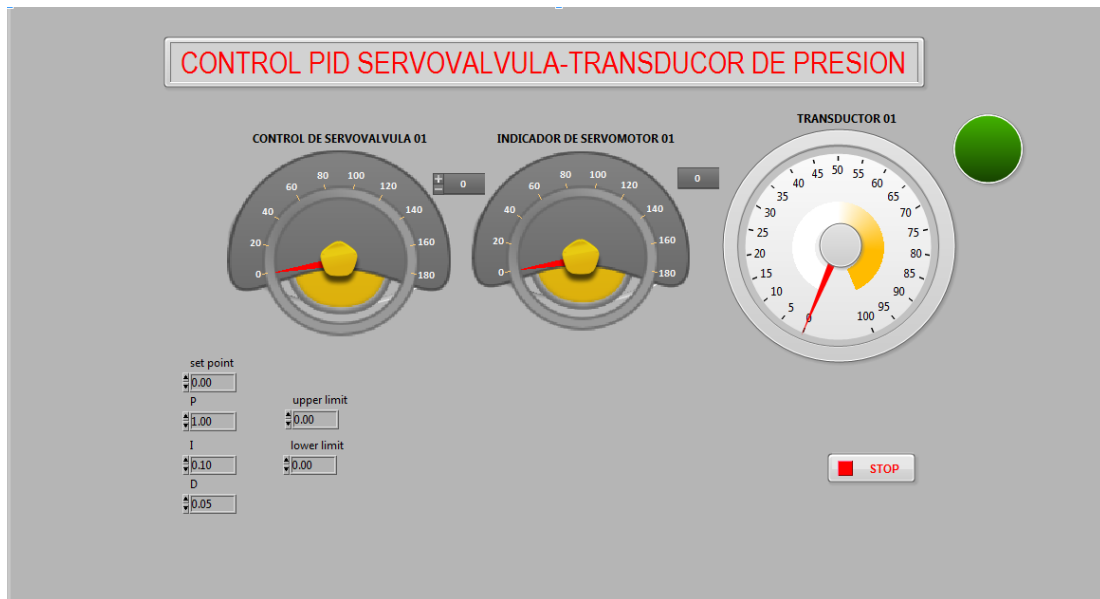 CONTROL PID SERVOVALVULA-TRANSDUCOR DE PRESION
CONTROL DE SERVOVALVULA 01
0 20 40 60 80 100 120 140 160 180
+
−
0
INDICADOR DE SERVOMOTOR 01
0 20 40 60 80 100 120 140 160 180
0
TRANSDUCTOR 01
0 5 10 15 20 25 30 35 40 45 50 55 60 65 70 75 80 85 90 95 100
set point
0.00
P
1.00
I
0.10
D
0.05
upper limit
0.00
lower limit
0.00
STOP